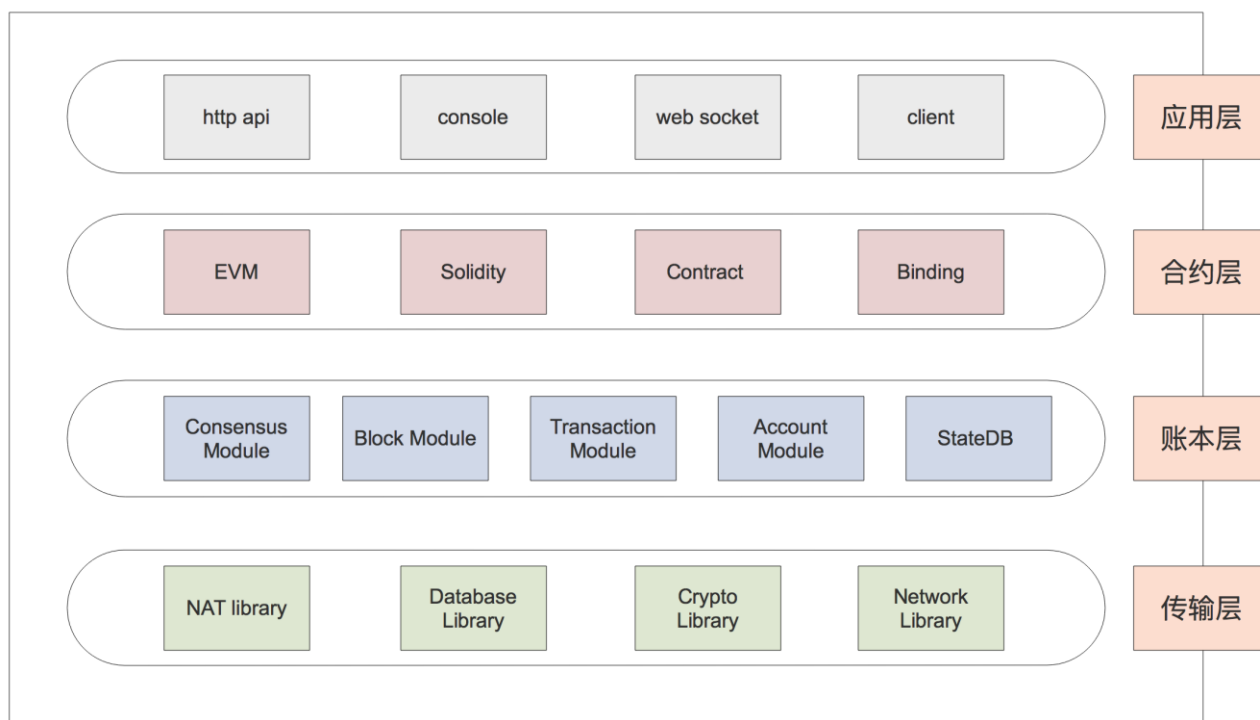 http api
console
web socket
client
应用层
EVM
Solidity
Contract
Binding
合约层
Consensus
Module
Block Module
Transaction
Module
Account
Module
StateDB
账本层
NAT library
Database
Library
Crypto
Library
Network
Library
传输层